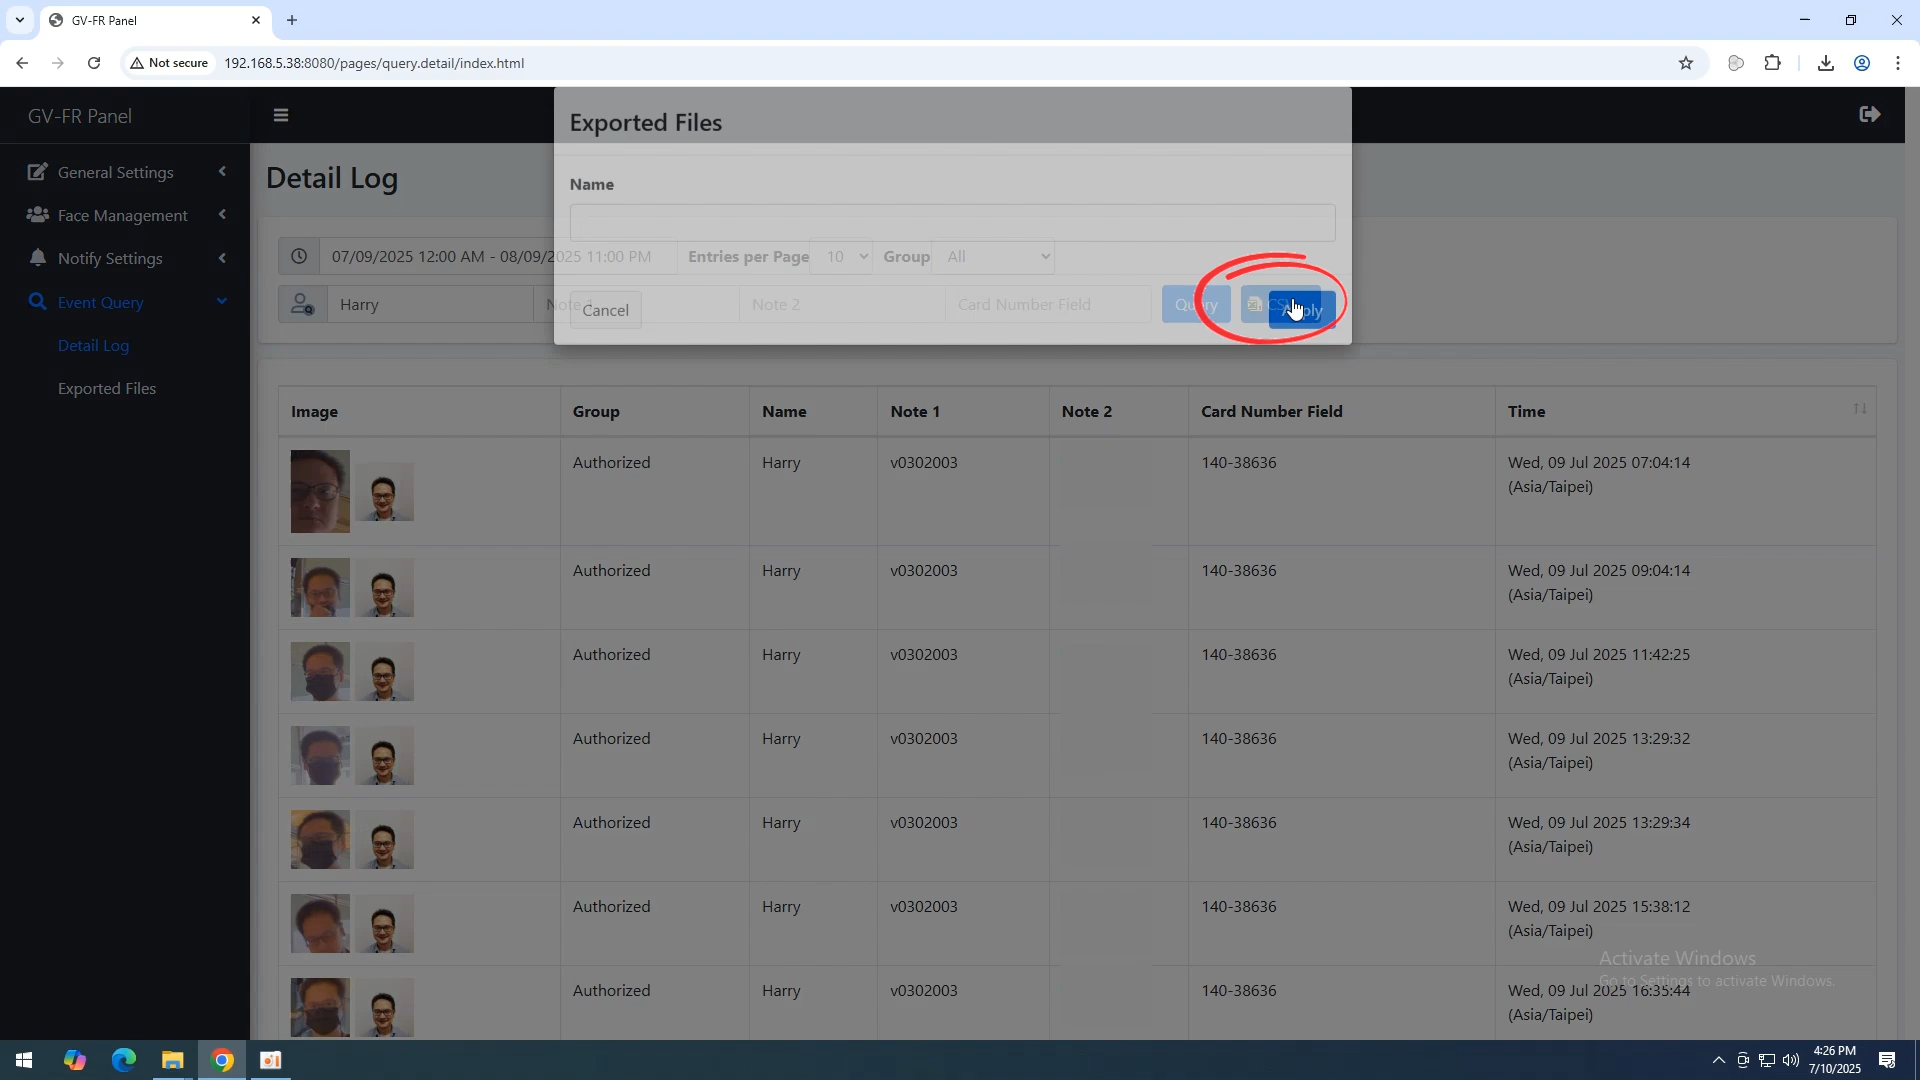 GV-FR Panel
Not secure
192.168.5.38:8080/pages/query.detail/index.html
GV-FR Panel
General Settings
Face Management
Notify Settings
Event Query
Detail Log
Exported Files
Detail Log
Exported Files
Name
07/09/2025 12:00 AM - 08/09/2025 11:00 PM
Entries per Page
10
Group
All
Harry
Note 1
Note 2
Card Number Field
Query
CSV
Cancel
Apply
Image Group Name Note 1 Note 2 Card Number Field Time
Authorized Harry v0302003 140-38636 Wed, 09 Jul 2025 07:04:14
(Asia/Taipei)
Authorized Harry v0302003 140-38636 Wed, 09 Jul 2025 09:04:14
(Asia/Taipei)
Authorized Harry v0302003 140-38636 Wed, 09 Jul 2025 11:42:25
(Asia/Taipei)
Authorized Harry v0302003 140-38636 Wed, 09 Jul 2025 13:29:32
(Asia/Taipei)
Authorized Harry v0302003 140-38636 Wed, 09 Jul 2025 13:29:34
(Asia/Taipei)
Authorized Harry v0302003 140-38636 Wed, 09 Jul 2025 15:38:12
(Asia/Taipei)
Authorized Harry v0302003 140-38636 Wed, 09 Jul 2025 16:35:44
(Asia/Taipei)
Activate Windows
Go to Settings to activate Windows.
4:26 PM
7/10/2025